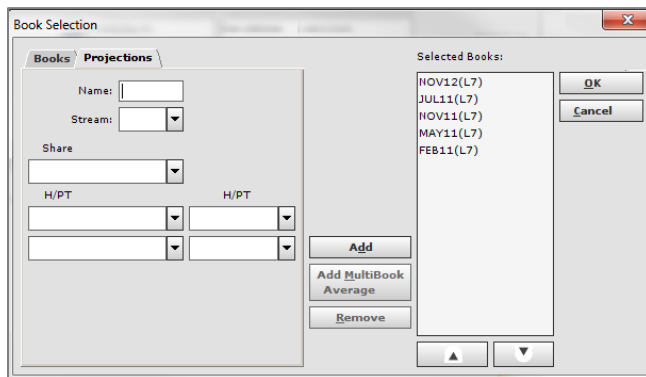 Book Selection
Books Projections
Name:
Stream:
Share
H/PT H/PT
Add
Add MultiBook
Average
Remove
Selected Books:
NOV12(L7)
JUL11(L7)
NOV11(L7)
MAY11(L7)
FEB11(L7)
OK
Cancel